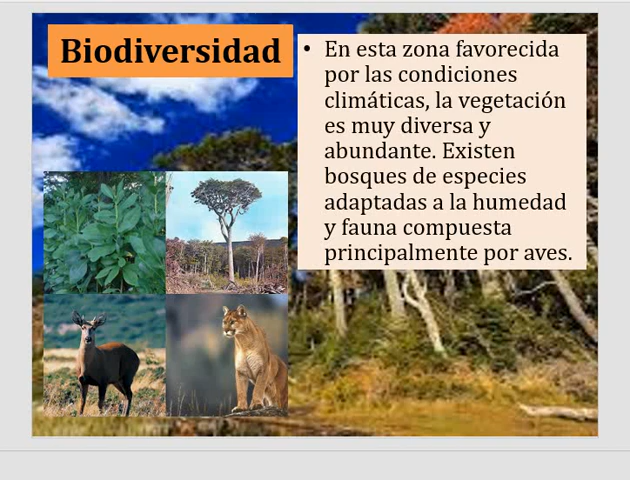 Biodiversidad
• En esta zona favorecida
por las condiciones
climáticas, la vegetación
es muy diversa y
abundante. Existen
bosques de especies
adaptadas a la humedad
y fauna compuesta
principalmente por aves.